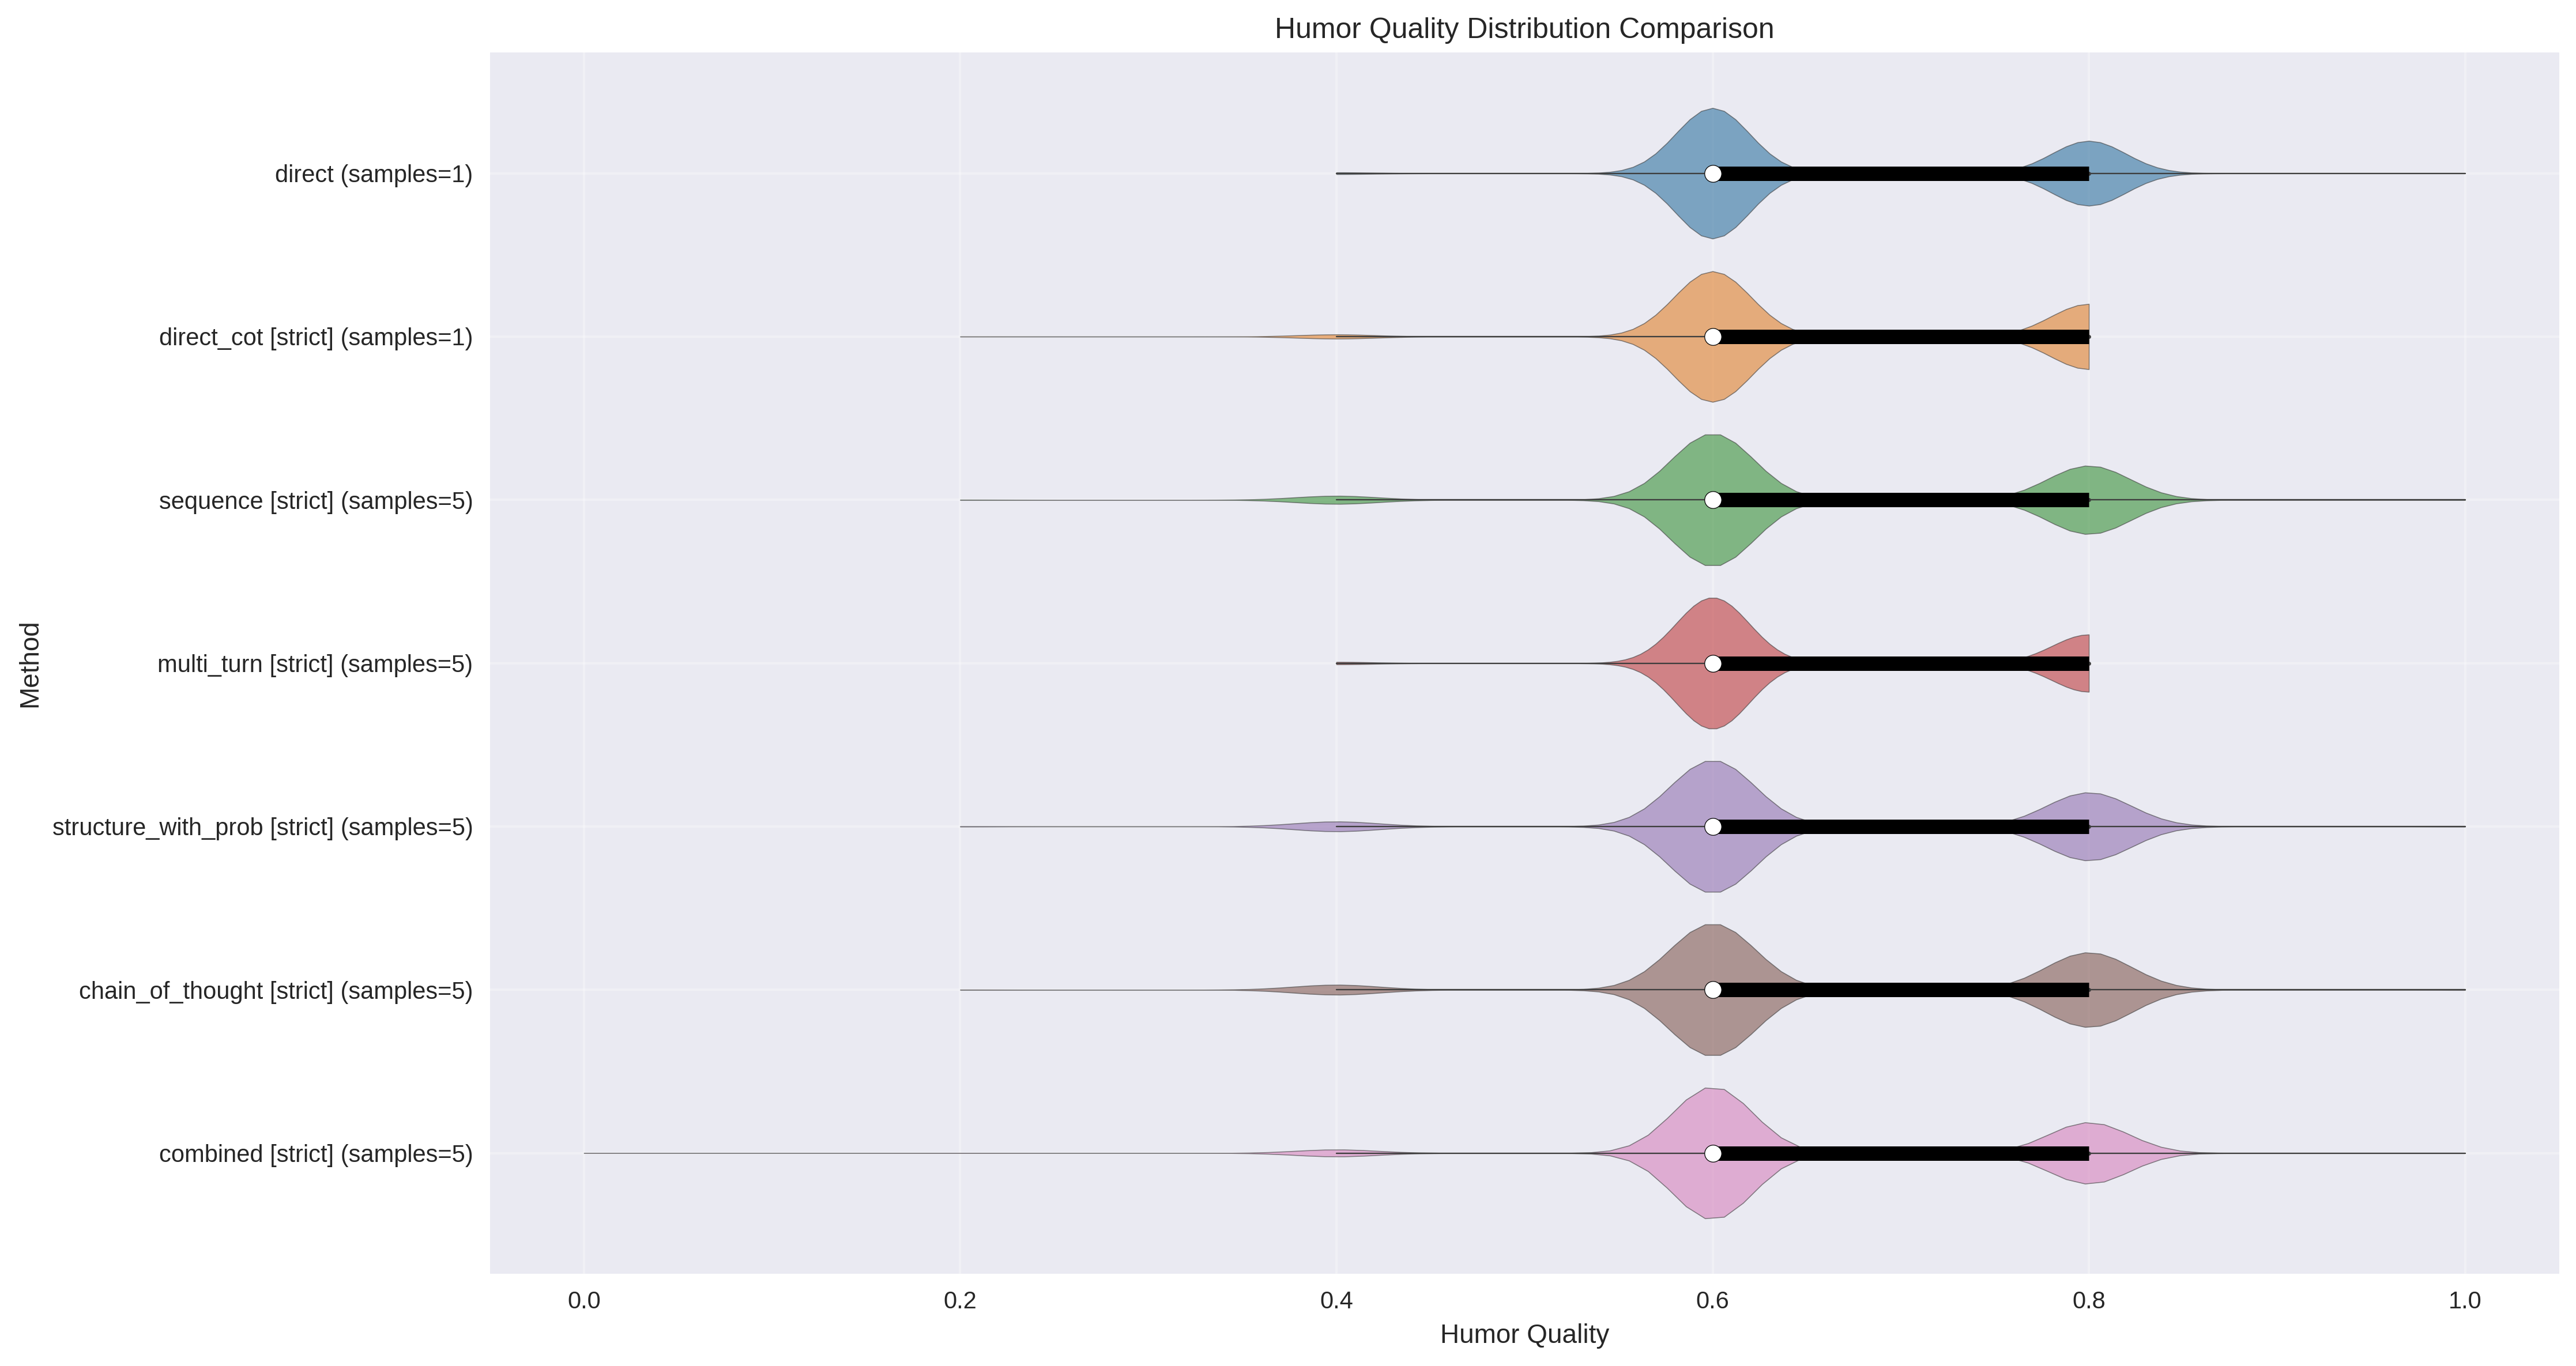 Humor Quality Distribution Comparison
direct (samples=1)
direct_cot [strict] (samples=1)
sequence [strict] (samples=5)
multi_turn [strict] (samples=5)
structure_with_prob [strict] (samples=5)
chain_of_thought [strict] (samples=5)
combined [strict] (samples=5)
Method
0.0 0.2 0.4 0.6 0.8 1.0
Humor Quality